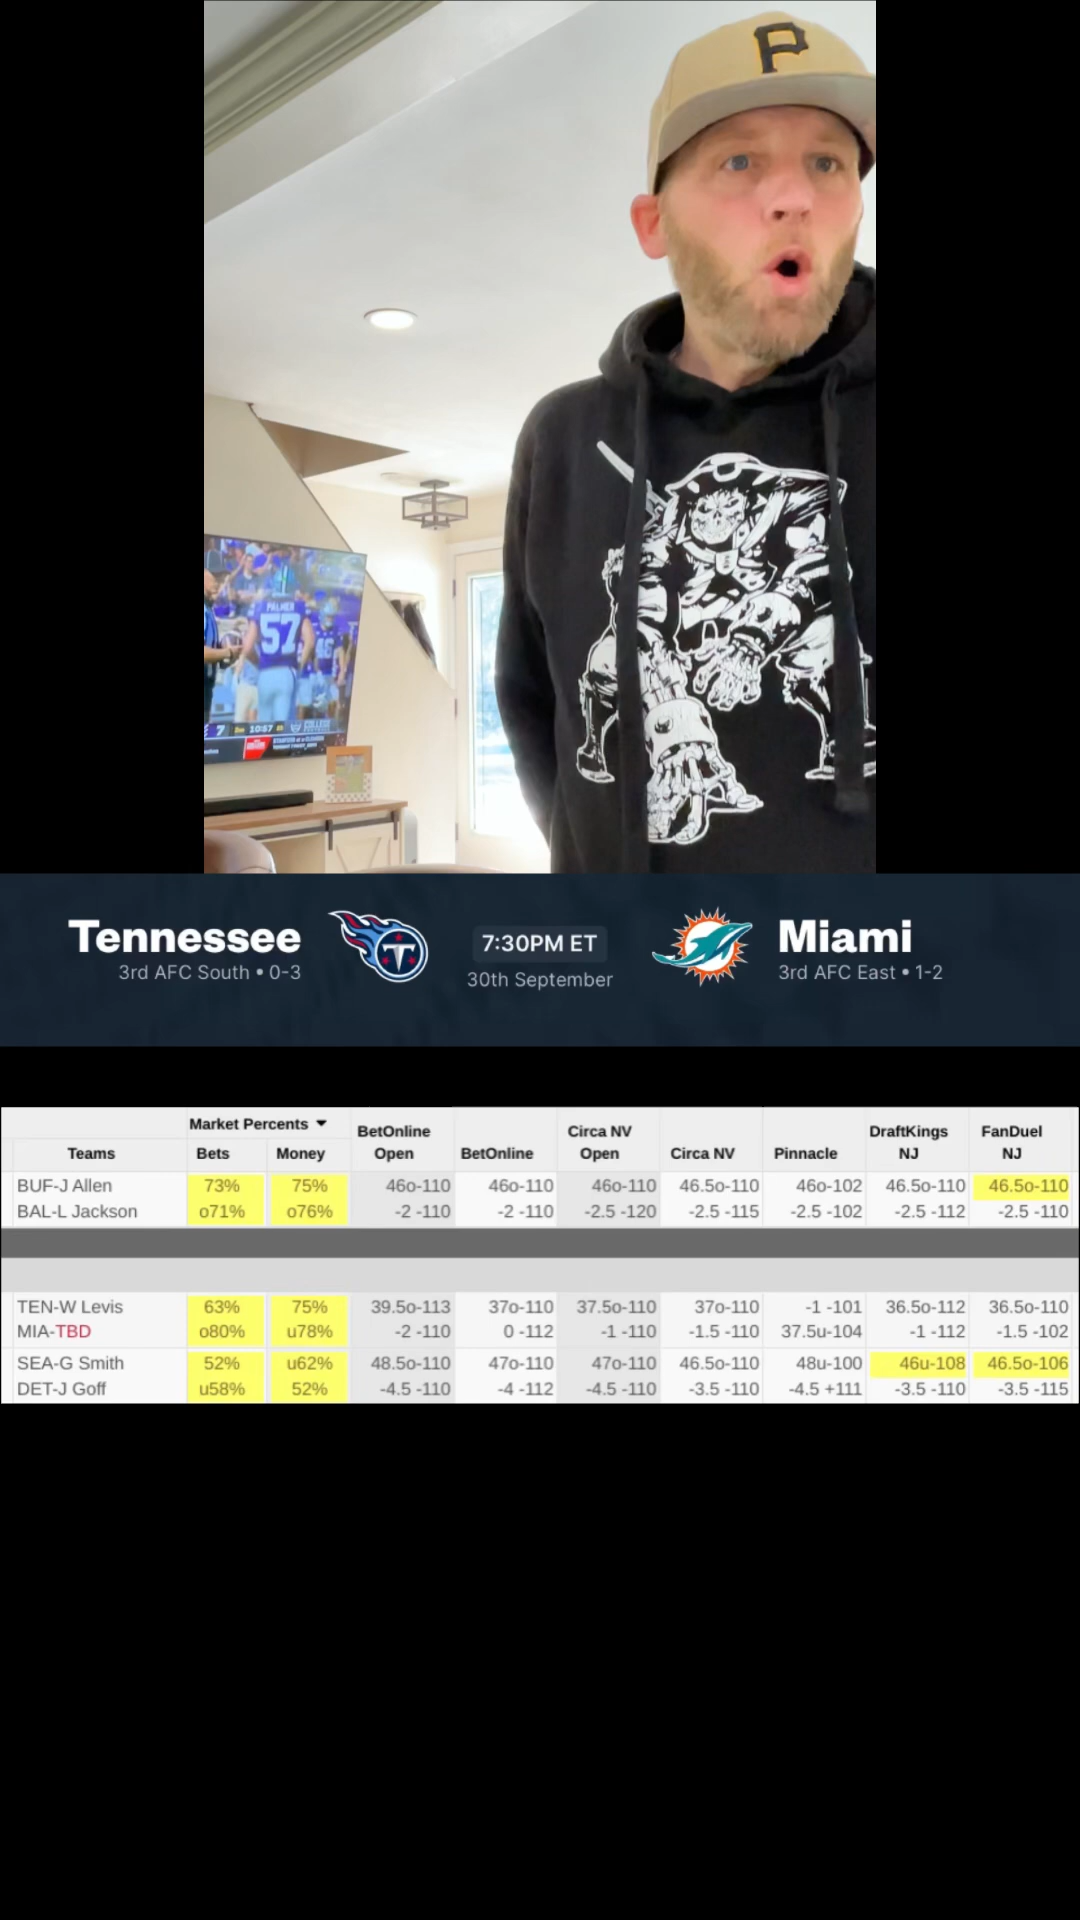 P
PALMER
57
46
7 2nd 10:57
COLLEGE
Tennessee
3rd AFC South • 0-3
7:30PM ET
30th September
Miami
3rd AFC East • 1-2
Market Percents ▼ BetOnline Circa NV DraftKings FanDuel
Teams Bets Money Open BetOnline Open Circa NV Pinnacle NJ NJ
BUF-J Allen 73% 75% 46o-110 46o-110 46o-110 46.5o-110 46o-102 46.5o-110 46.5o-110
BAL-L Jackson o71% o76% -2 -110 -2 -110 -2.5 -120 -2.5 -115 -2.5 -102 -2.5 -112 -2.5 -110
TEN-W Levis 63% 75% 39.5o-113 37o-110 37.5o-110 37o-110 -1 -101 36.5o-112 36.5o-110
MIA-TBD o80% u78% -2 -110 0 -112 -1 -110 -1.5 -110 37.5u-104 -1 -112 -1.5 -102
SEA-G Smith 52% u62% 48.5o-110 47o-110 47o-110 46.5o-110 48u-100 46u-108 46.5o-106
DET-J Goff u58% 52% -4.5 -110 -4 -112 -4.5 -110 -3.5 -110 -4.5 +111 -3.5 -110 -3.5 -115